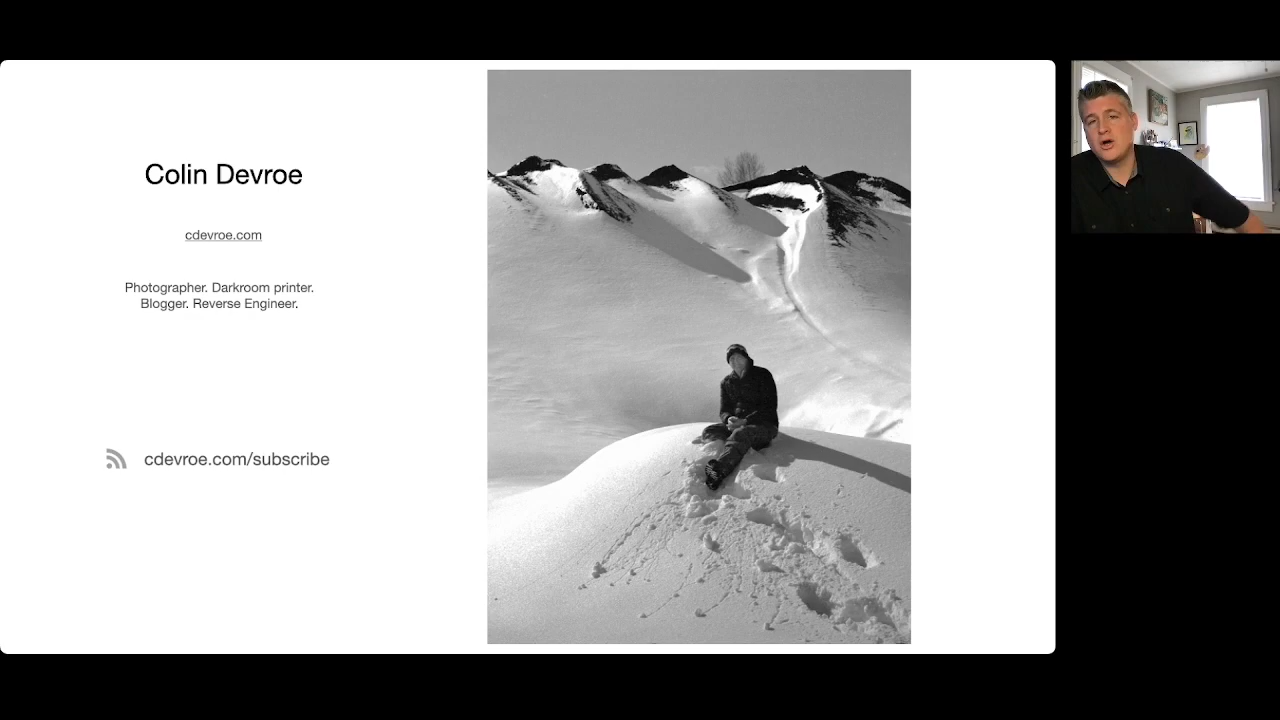 Colin Devroe
cdevroe.com
Photographer. Darkroom printer.
Blogger. Reverse Engineer.
cdevroe.com/subscribe